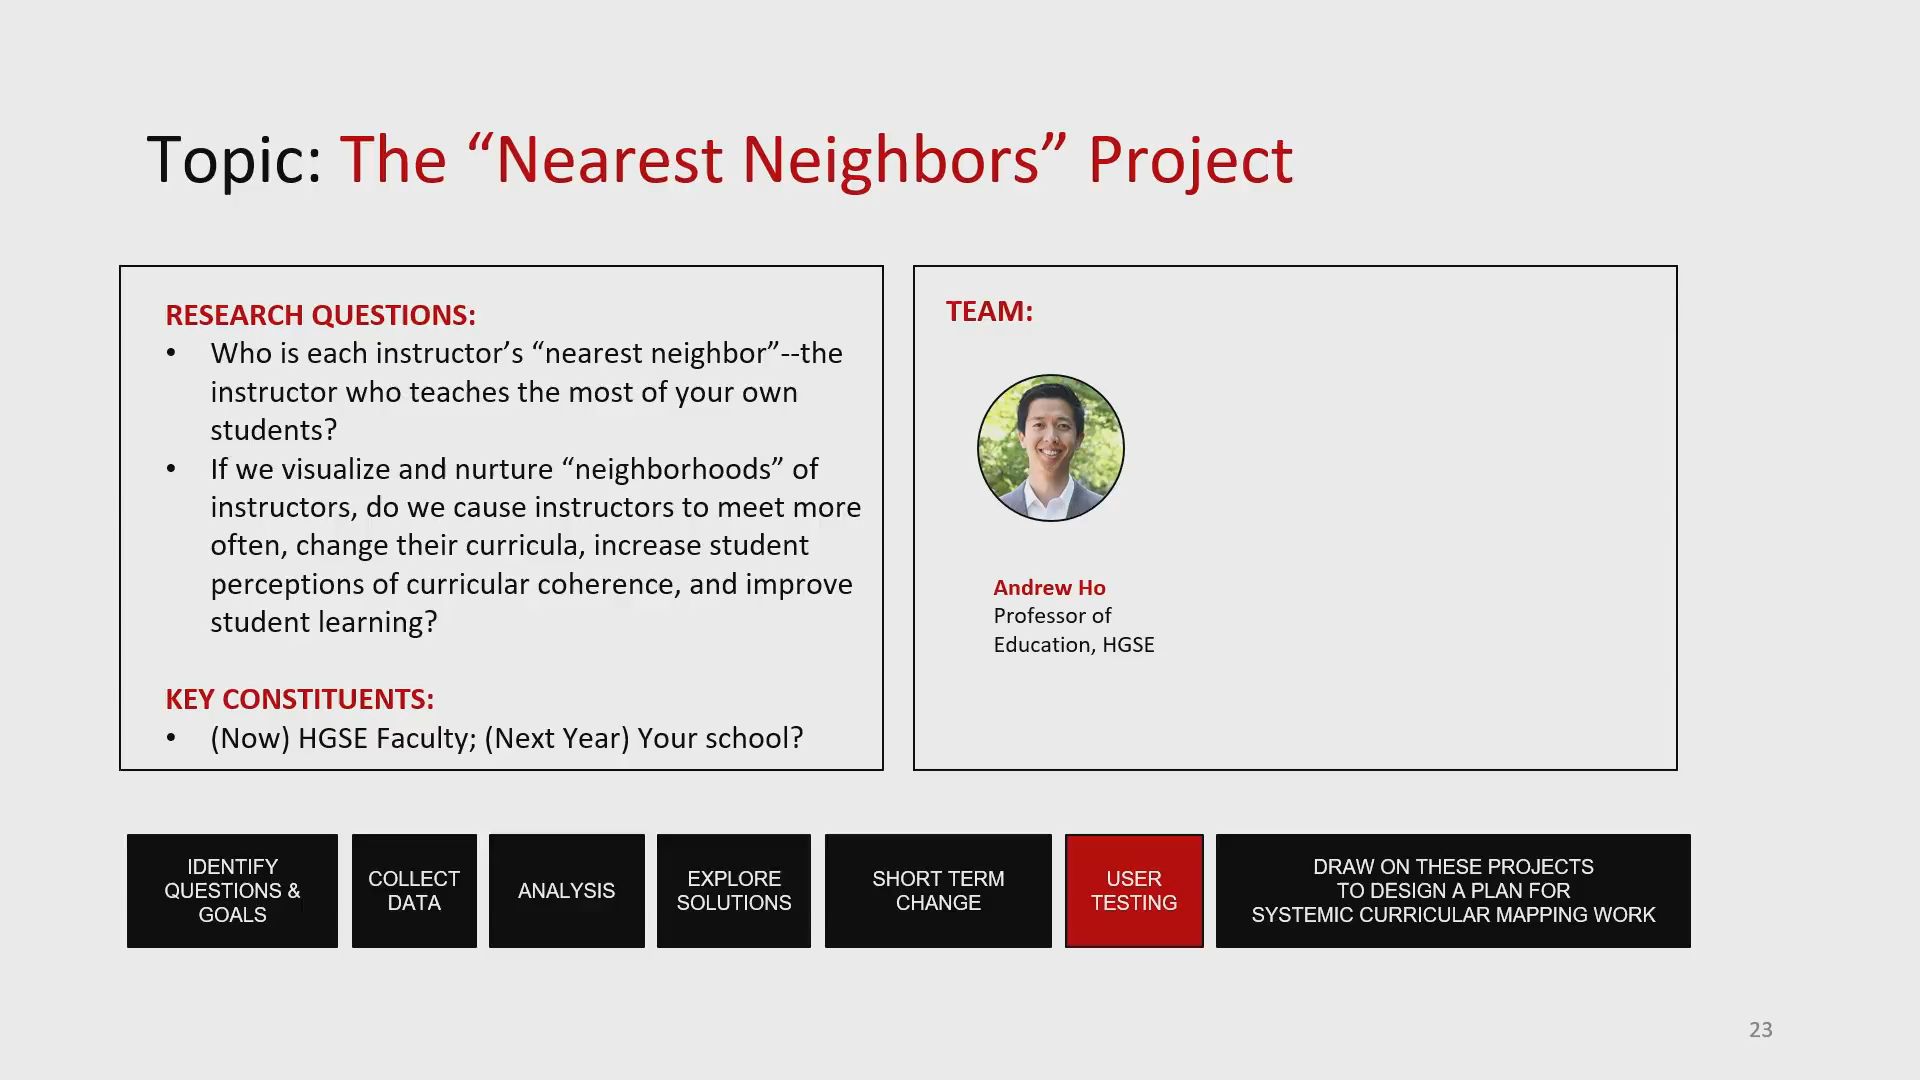 Topic: The “Nearest Neighbors” Project
RESEARCH QUESTIONS:
• Who is each instructor’s “nearest neighbor”--the
instructor who teaches the most of your own
students?
• If we visualize and nurture “neighborhoods” of
instructors, do we cause instructors to meet more
often, change their curricula, increase student
perceptions of curricular coherence, and improve
student learning?
KEY CONSTITUENTS:
• (Now) HGSE Faculty; (Next Year) Your school?
TEAM:
Andrew Ho
Professor of
Education, HGSE
IDENTIFY
QUESTIONS &
GOALS
COLLECT
DATA
ANALYSIS
EXPLORE
SOLUTIONS
SHORT TERM
CHANGE
USER
TESTING
DRAW ON THESE PROJECTS
TO DESIGN A PLAN FOR
SYSTEMIC CURRICULAR MAPPING WORK
23